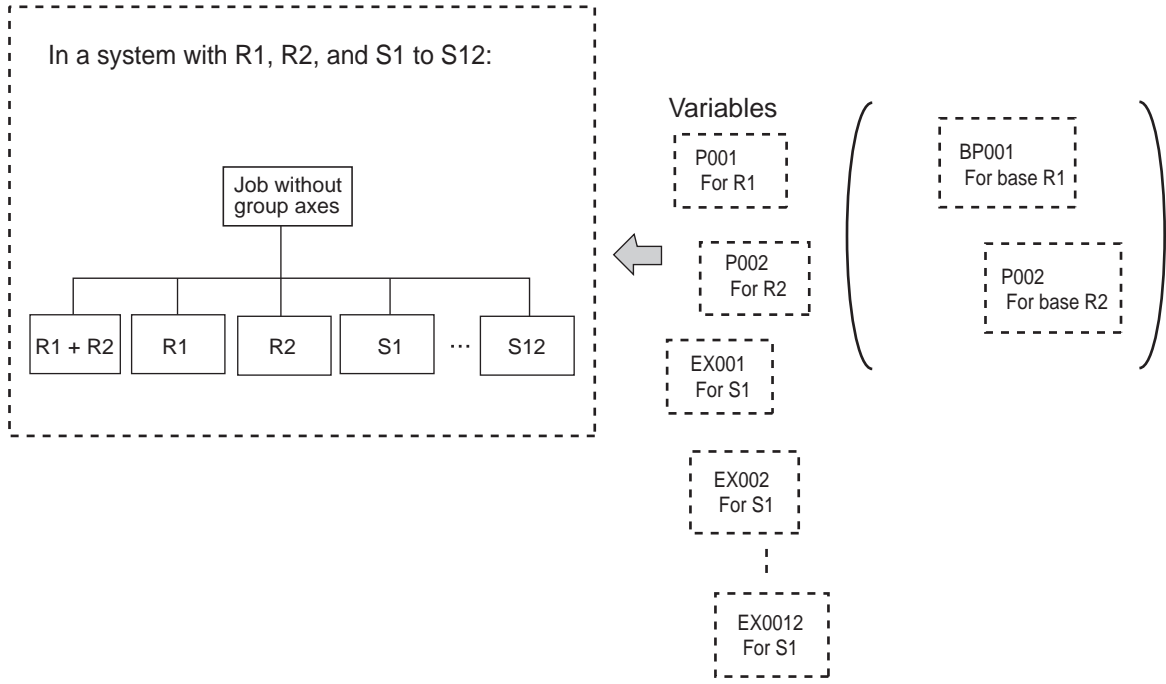 In a system with R1, R2, and S1 to S12:
Job without
group axes
R1 + R2
R1
R2
S1
...
S12
Variables
P001
For R1
P002
For R2
EX001
For S1
EX002
For S1
EX0012
For S1
BP001
For base R1
P002
For base R2